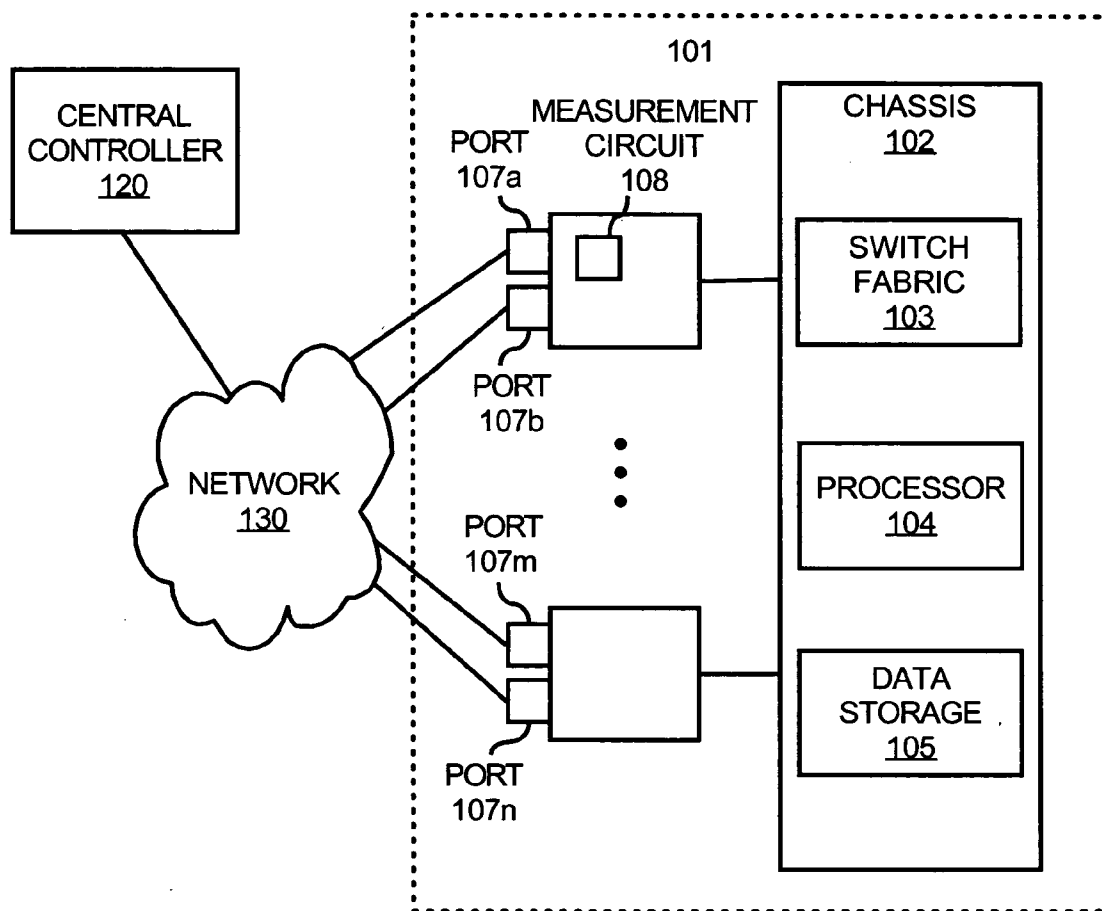 101
CENTRAL
CONTROLLER
120
MEASUREMENT
CIRCUIT
108
PORT
107a
CHASSIS
102
SWITCH
FABRIC
103
PORT
107b
NETWORK
130
PROCESSOR
104
PORT
107m
DATA
STORAGE
105
PORT
107n